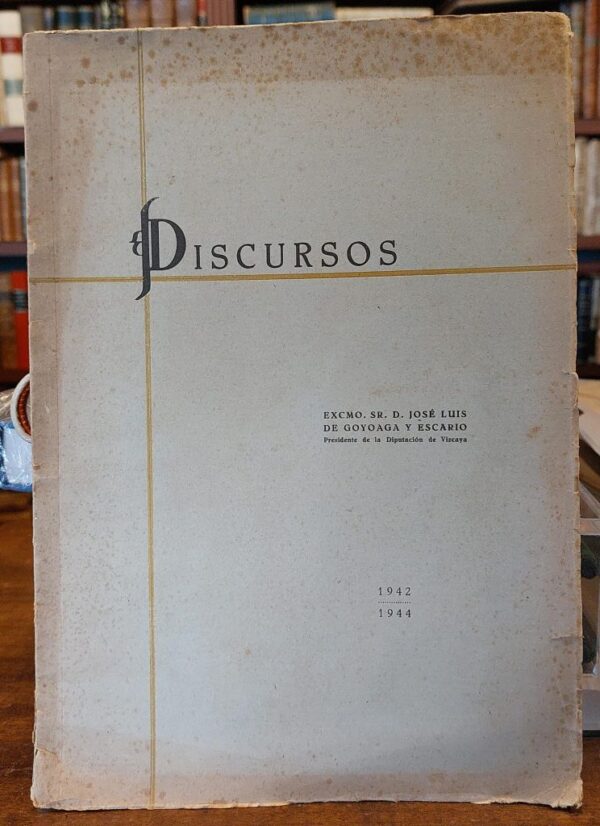 DISCURSOS
EXCMO. SR. D. JOSÉ LUIS
DE GOYOAGA Y ESCARIO
Presidente de la Diputación de Vizcaya
1942
1944